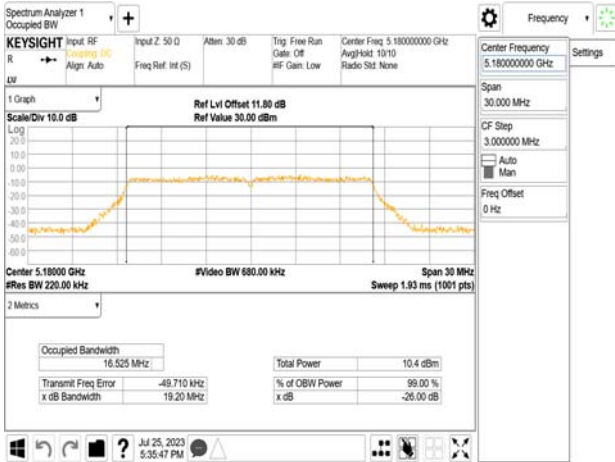 Spectrum Analyzer 1
Occupied BW
Frequency
KEYSIGHT
R
Input: RF
Coupling: DC
Align: Auto
Input Z: 50 Ω
Freq Ref: Int (S)
Atten: 30 dB
Trig: Free Run
Gate: Off
#IF Gain: Low
Center Freq: 5.180000000 GHz
Avg|Hold: 10/10
Radio Std: None
Center Frequency
5.180000000 GHz
Settings
Span
30.000 MHz
CF Step
3.000000 MHz
Auto
Man
Freq Offset
0 Hz
1 Graph
Scale/Div 10.0 dB
Ref Lvl Offset 11.80 dB
Ref Value 30.00 dBm
Log
20.0
10.0
0.00
-10.0
-20.0
-30.0
-40.0
-50.0
-60.0
Center 5.18000 GHz
#Res BW 220.00 kHz
#Video BW 680.00 kHz
Span 30 MHz
Sweep 1.93 ms (1001 pts)
2 Metrics
Occupied Bandwidth
16.525 MHz
Total Power 10.4 dBm
Transmit Freq Error -49.710 kHz
% of OBW Power 99.00 %
x dB Bandwidth 19.20 MHz
x dB -26.00 dB
?
Jul 25, 2023
5:35:47 PM